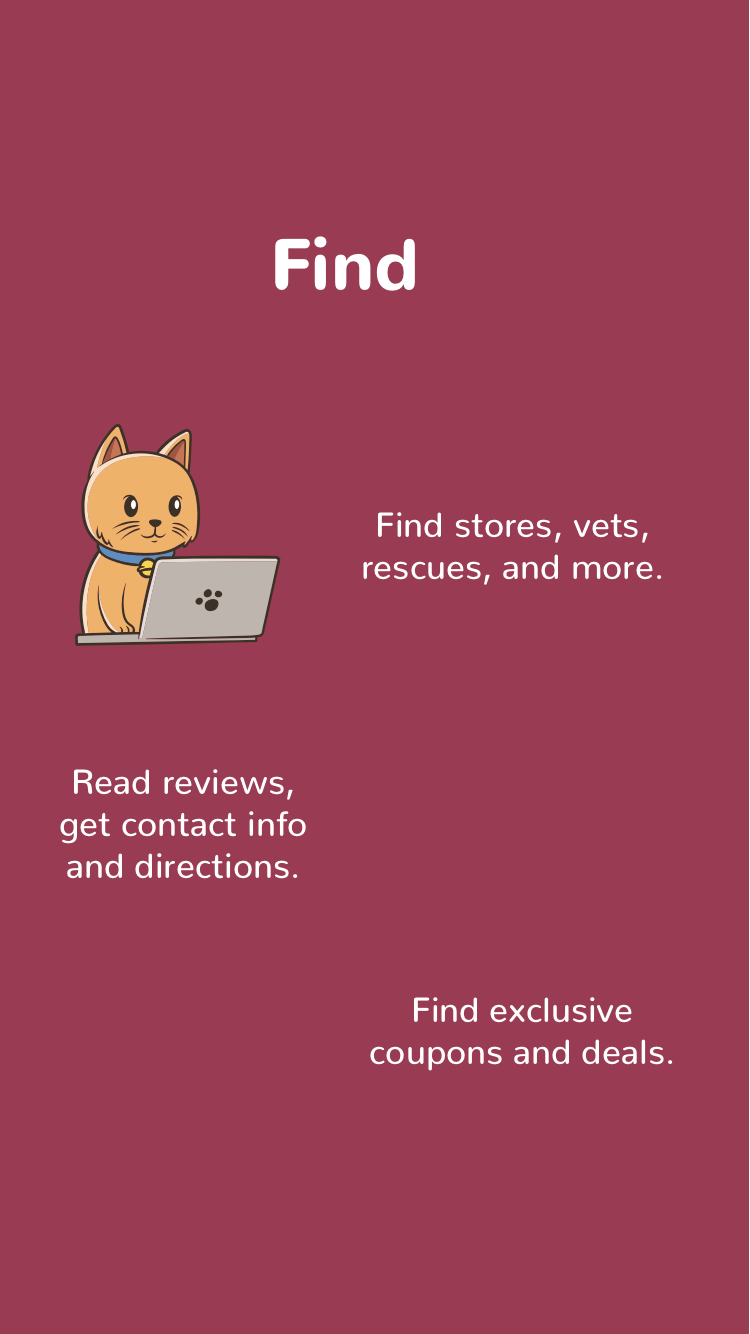 Find
Find stores, vets,
rescues, and more.
Read reviews,
get contact info
and directions.
Find exclusive
coupons and deals.